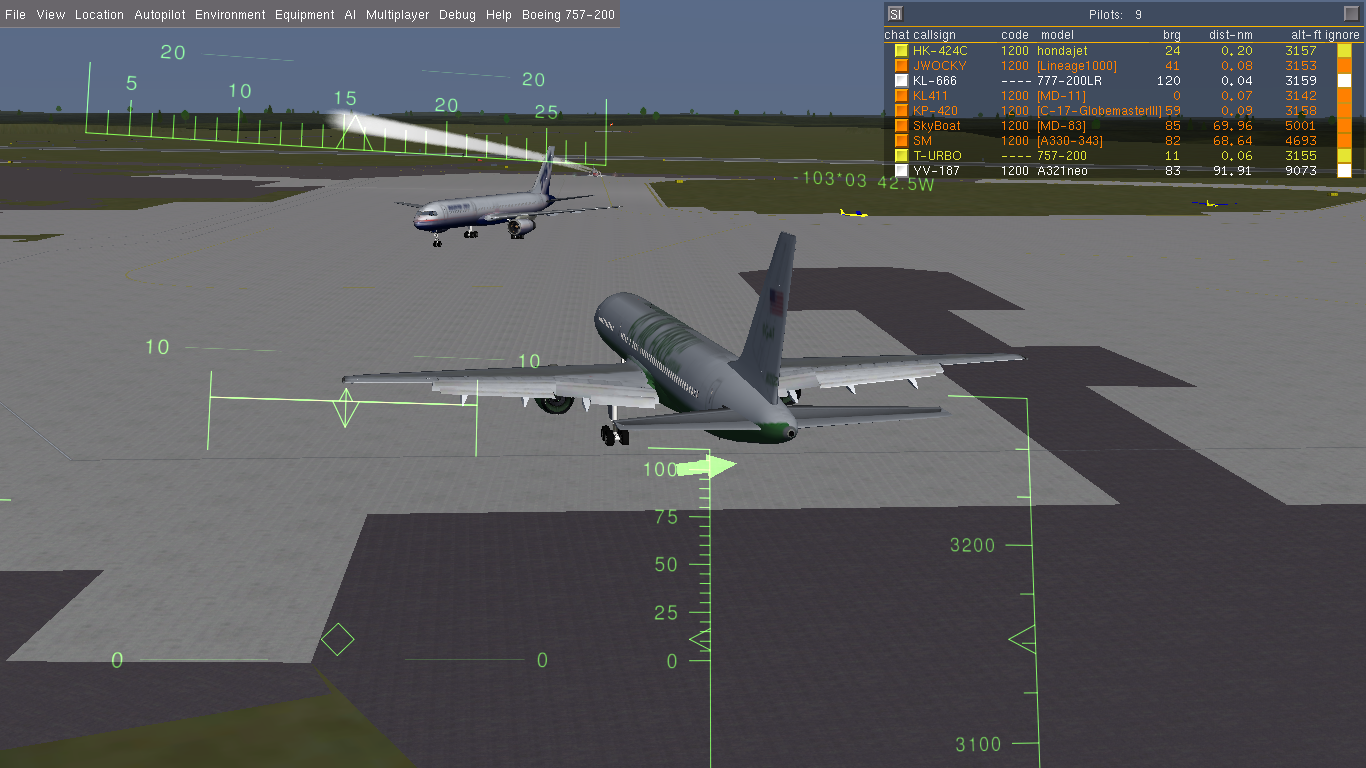 File View Location Autopilot Environment Equipment AI Multiplayer Debug Help Boeing 757-200
SI Pilots: 9
chat callsign code model brg dist-nm alt-ft ignore
HK-424C 1200 hondajet 24 0.20 3157
JWOCKY 1200 [Lineage1000] 41 0.08 3153
KL-666 ---- 777-200LR 120 0.04 3159
KL411 1200 [MD-11] 0 0.07 3142
KP-420 1200 [C-17-GlobemasterIII] 59 0.09 3158
SkyBoat 1200 [MD-83] 85 69.96 5001
SM 1200 [A330-343] 82 68.64 4693
T-URBO ---- 757-200 11 0.06 3155
YV-187 1200 A321neo 83 91.91 9073
20 20
5 10 15 20 25
-103*03 42.5W
10 10
100
75
50
25
0
3200
3100
0 0